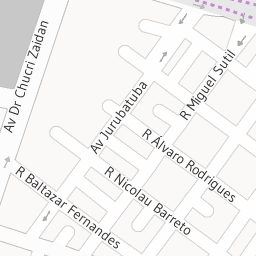 Av Dr Chucri Zaidan
Av Jurubatuba
R Miguel Sutil
R Álvaro Rodrigues
R Nicolau Barreto
R Baltazar Fernandes